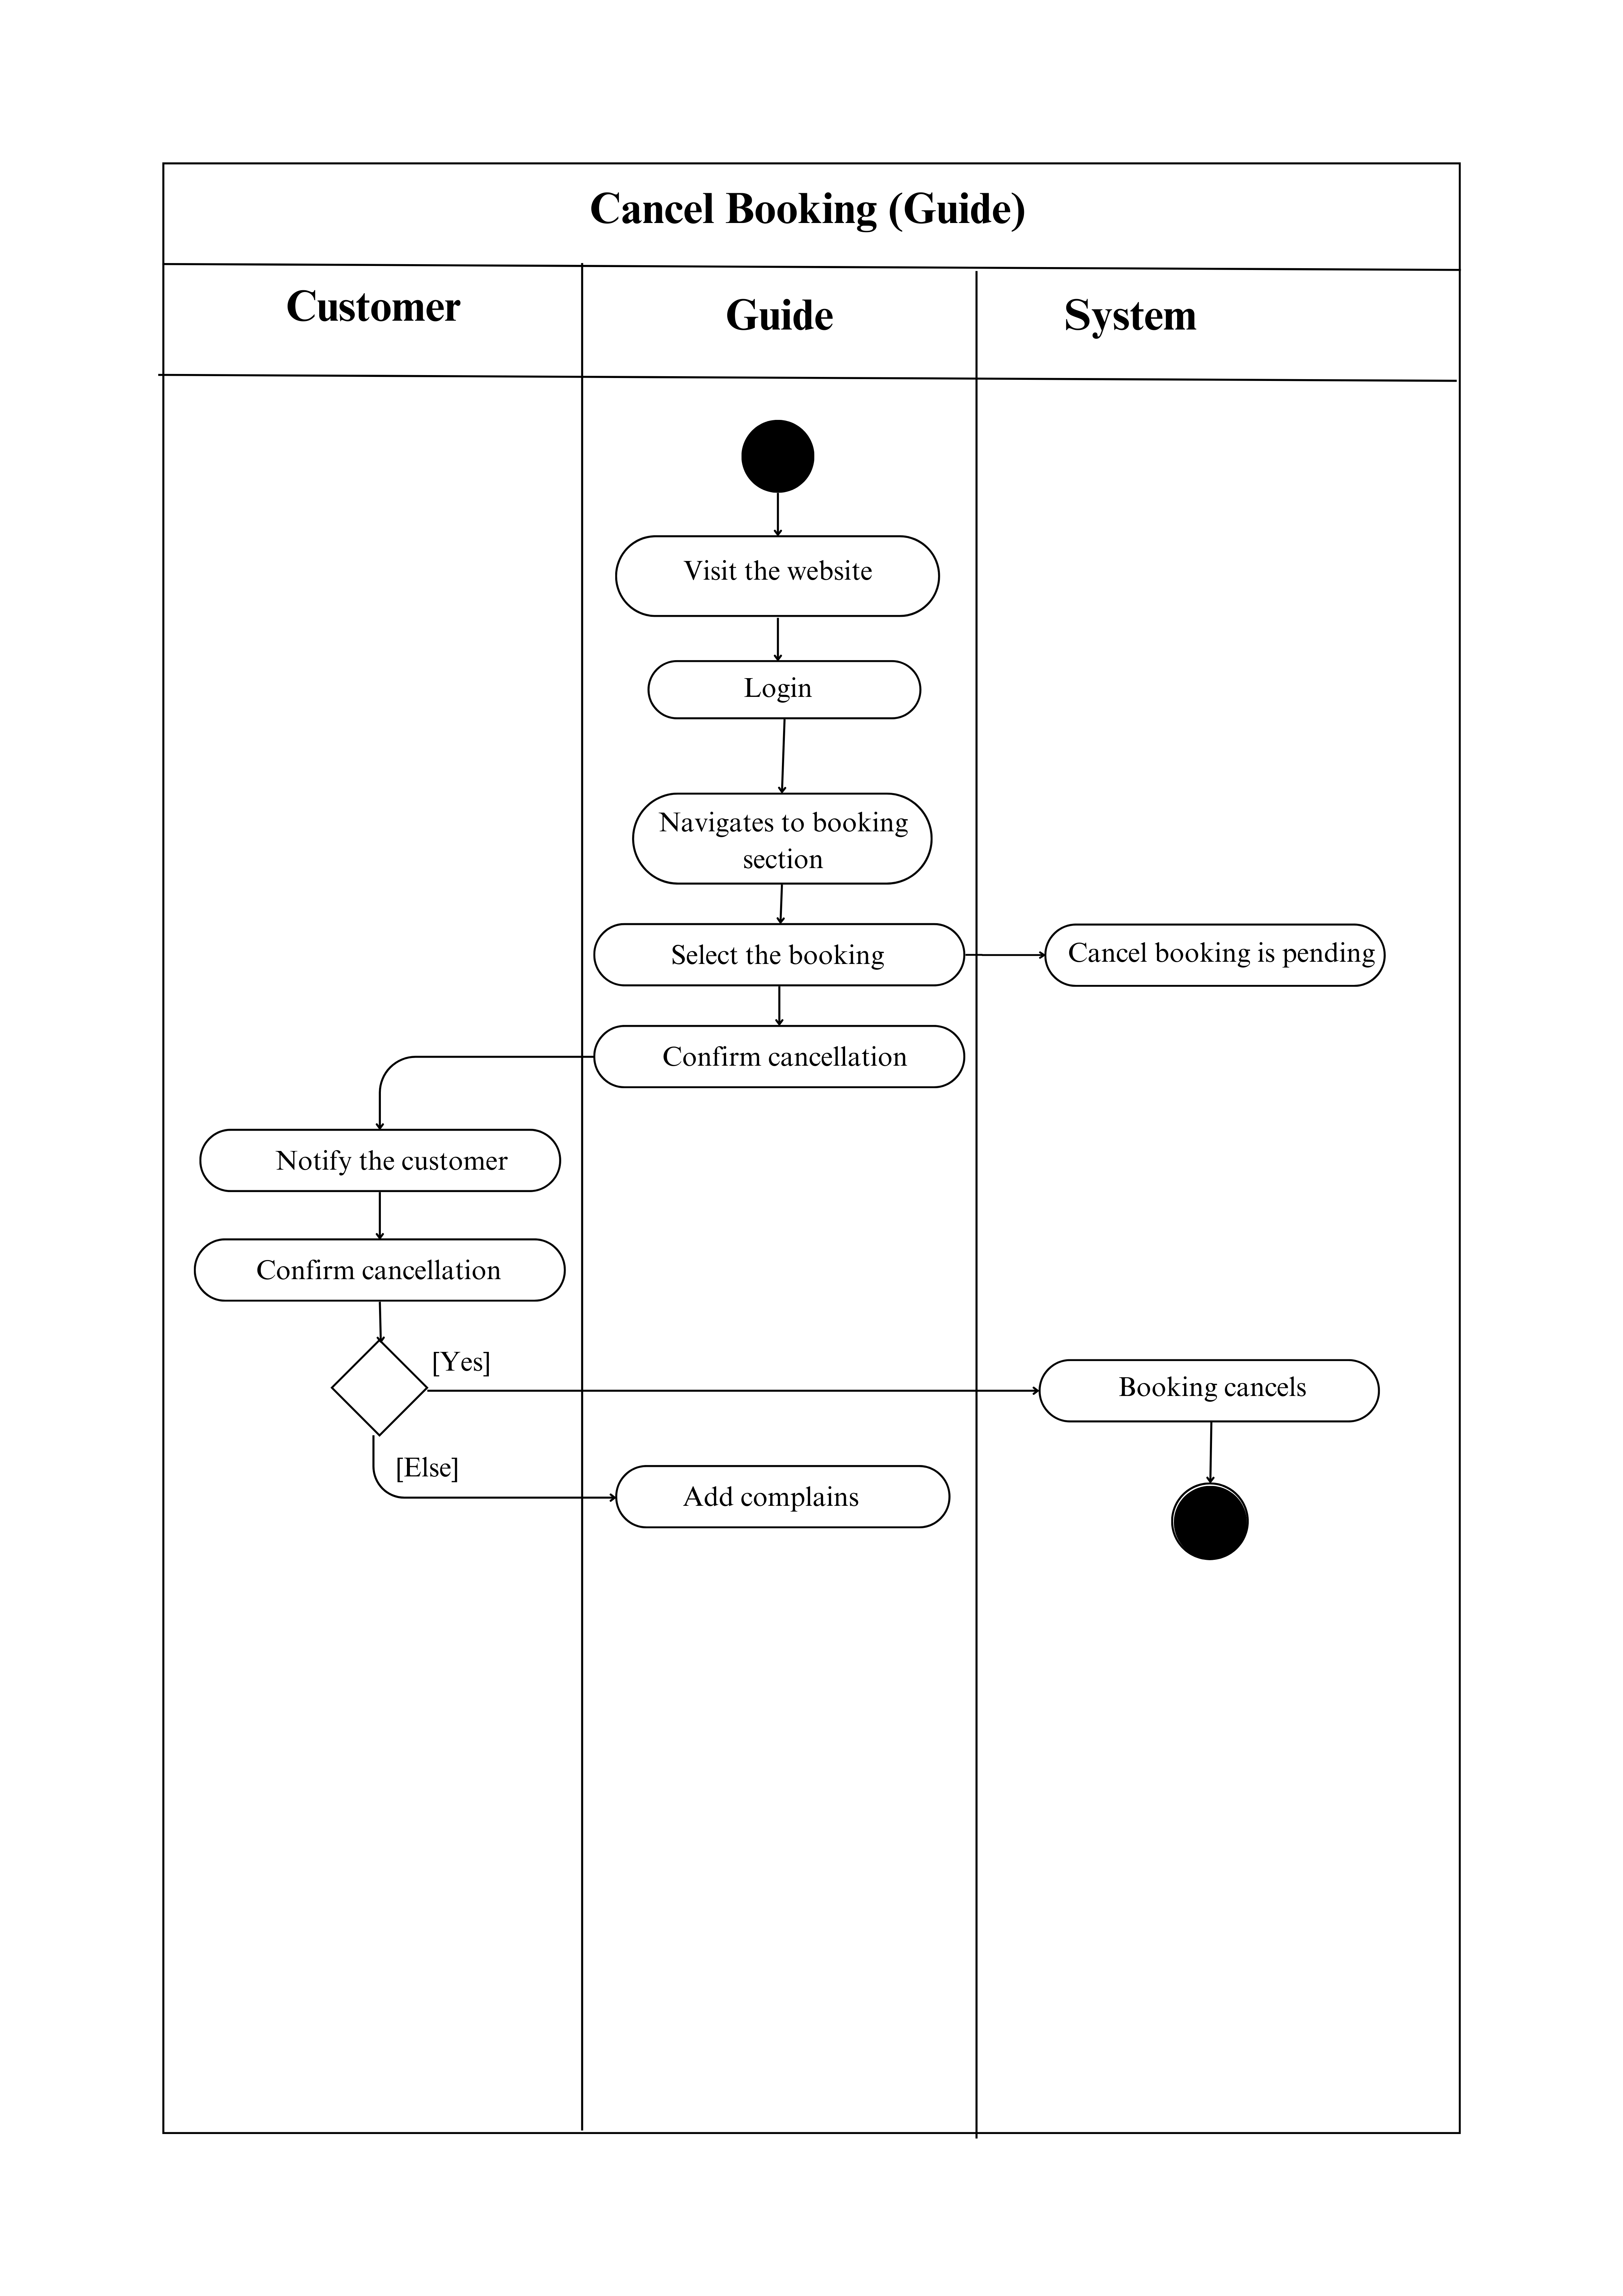 Cancel Booking (Guide)
Customer
Guide
System
Visit the website
Login
Navigates to booking
section
Select the booking
Cancel booking is pending
Confirm cancellation
Notify the customer
Confirm cancellation
[Yes]
Booking cancels
[Else]
Add complains